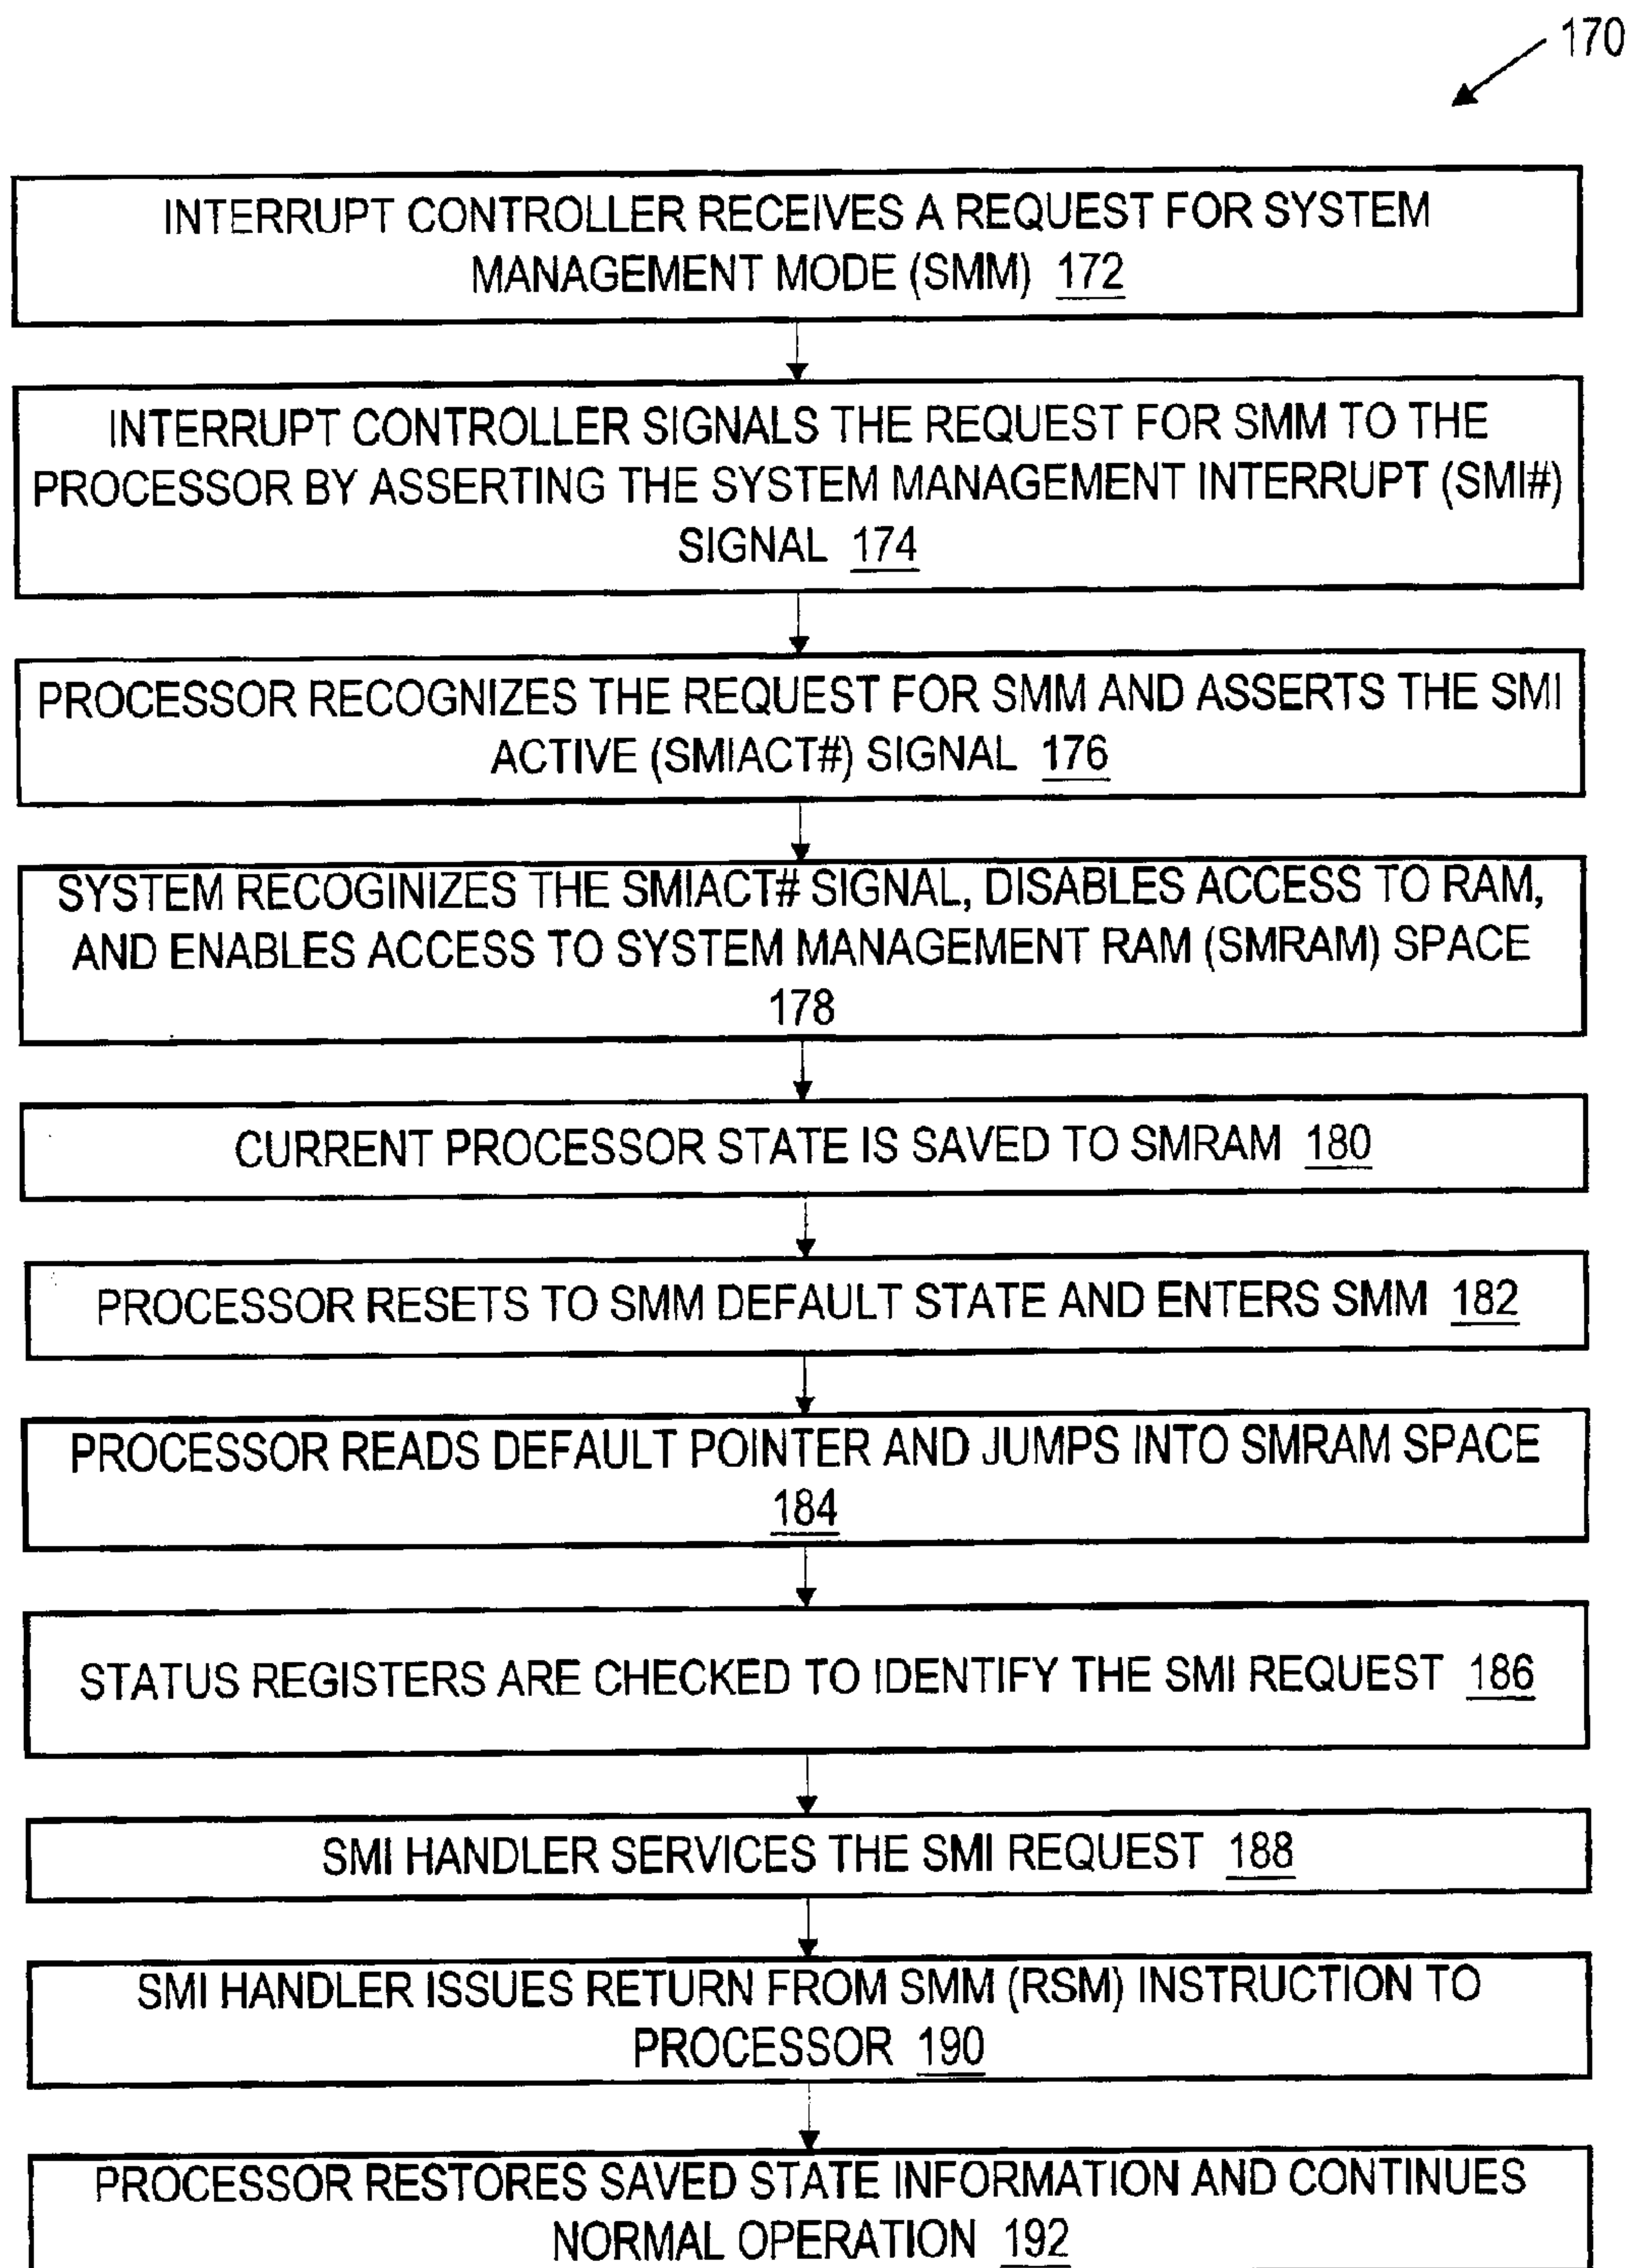 170
INTERRUPT CONTROLLER RECEIVES A REQUEST FOR SYSTEM
MANAGEMENT MODE (SMM) 172
INTERRUPT CONTROLLER SIGNALS THE REQUEST FOR SMM TO THE
PROCESSOR BY ASSERTING THE SYSTEM MANAGEMENT INTERRUPT (SMI#)
SIGNAL 174
PROCESSOR RECOGNIZES THE REQUEST FOR SMM AND ASSERTS THE SMI
ACTIVE (SMIACT#) SIGNAL 176
SYSTEM RECOGINIZES THE SMIACT# SIGNAL, DISABLES ACCESS TO RAM,
AND ENABLES ACCESS TO SYSTEM MANAGEMENT RAM (SMRAM) SPACE
178
CURRENT PROCESSOR STATE IS SAVED TO SMRAM 180
PROCESSOR RESETS TO SMM DEFAULT STATE AND ENTERS SMM 182
PROCESSOR READS DEFAULT POINTER AND JUMPS INTO SMRAM SPACE
184
STATUS REGISTERS ARE CHECKED TO IDENTIFY THE SMI REQUEST 186
SMI HANDLER SERVICES THE SMI REQUEST 188
SMI HANDLER ISSUES RETURN FROM SMM (RSM) INSTRUCTION TO
PROCESSOR 190
PROCESSOR RESTORES SAVED STATE INFORMATION AND CONTINUES
NORMAL OPERATION 192